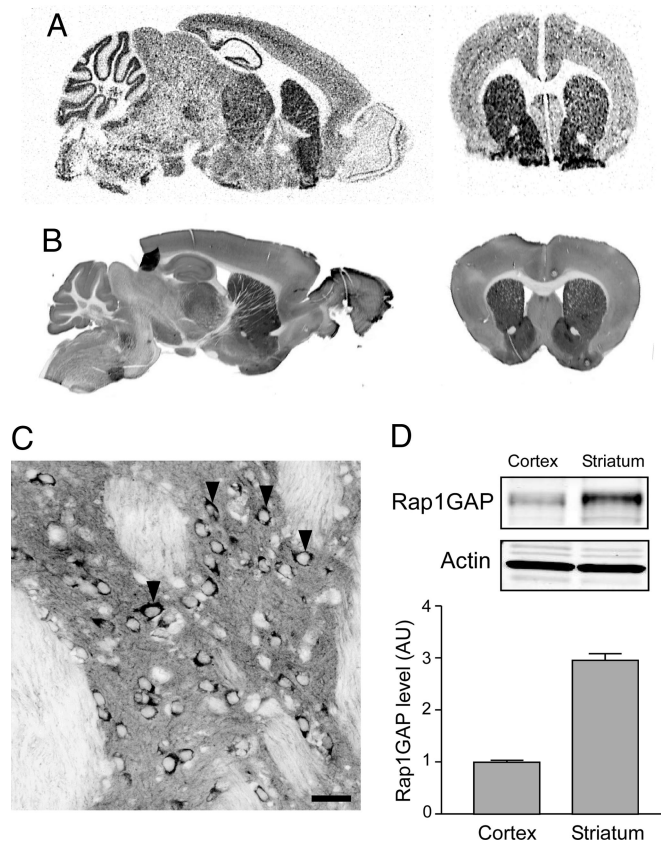 A
B
C
D
Cortex Striatum
Rap1GAP
Actin
Rap1GAP level (AU)
4
3
2
1
0
Cortex Striatum